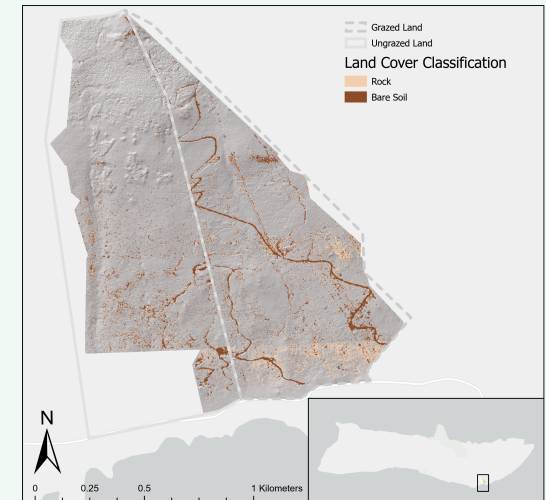 Grazed Land
Ungrazed Land
Land Cover Classification
Rock
Bare Soil
N
0 0.25 0.5 1 Kilometers